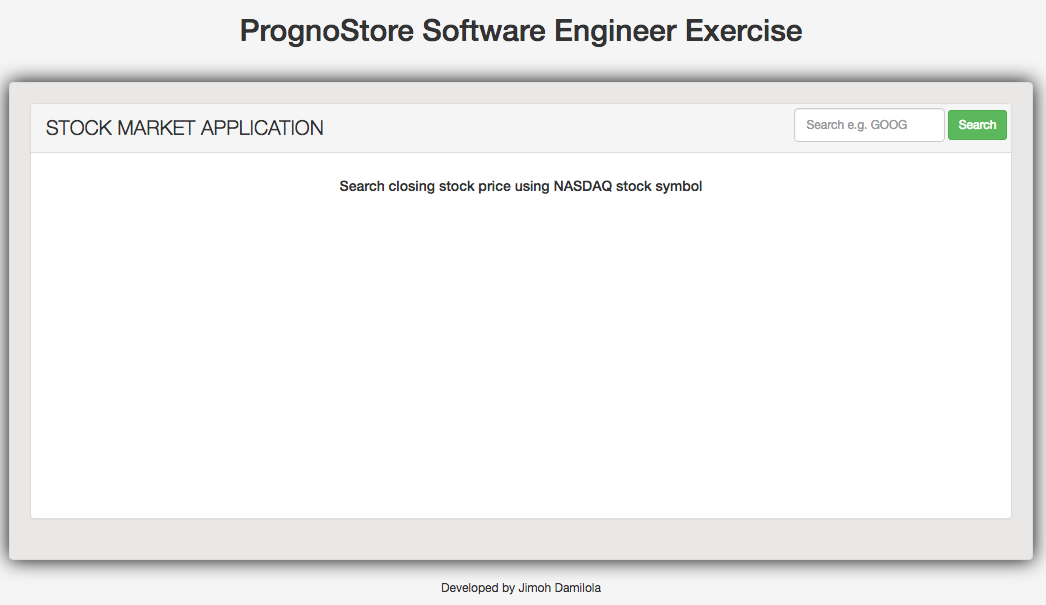 PrognoStore Software Engineer Exercise
STOCK MARKET APPLICATION
Search e.g. GOOG
Search
Search closing stock price using NASDAQ stock symbol
Developed by Jimoh Damilola